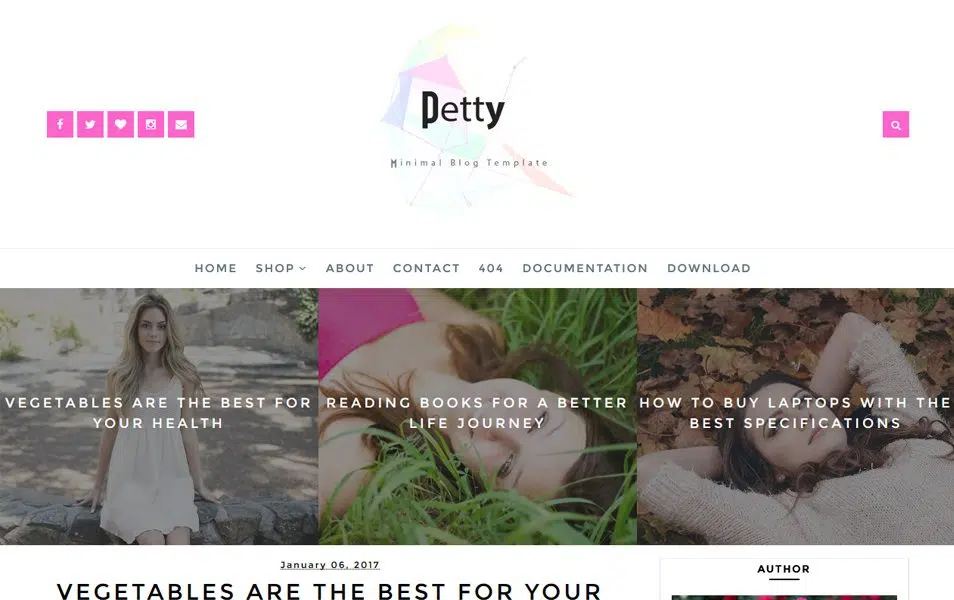 Petty
Minimal Blog Template
HOME SHOP ABOUT CONTACT 404 DOCUMENTATION DOWNLOAD
VEGETABLES ARE THE BEST FOR
YOUR HEALTH
READING BOOKS FOR A BETTER
LIFE JOURNEY
HOW TO BUY LAPTOPS WITH THE
BEST SPECIFICATIONS
January 06, 2017
VEGETABLES ARE THE BEST FOR YOUR
AUTHOR